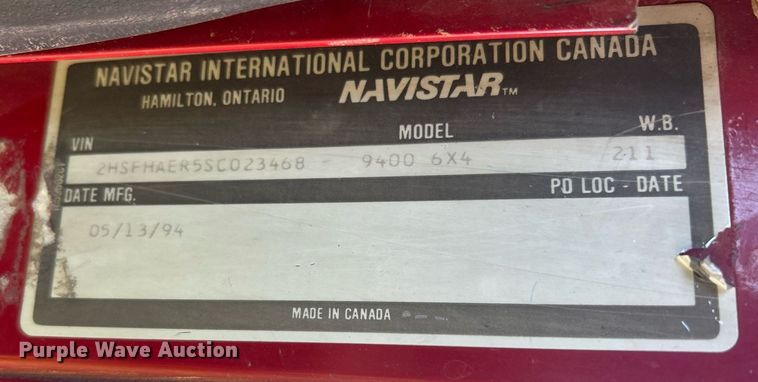 NAVISTAR INTERNATIONAL CORPORATION CANADA
HAMILTON, ONTARIO NAVISTAR™
VIN MODEL W.B.
2HSFHAER5SC023468 - 9400 6X4 211
DATE MFG. PD LOC - DATE
05/13/94
MADE IN CANADA
Purple Wave Auction